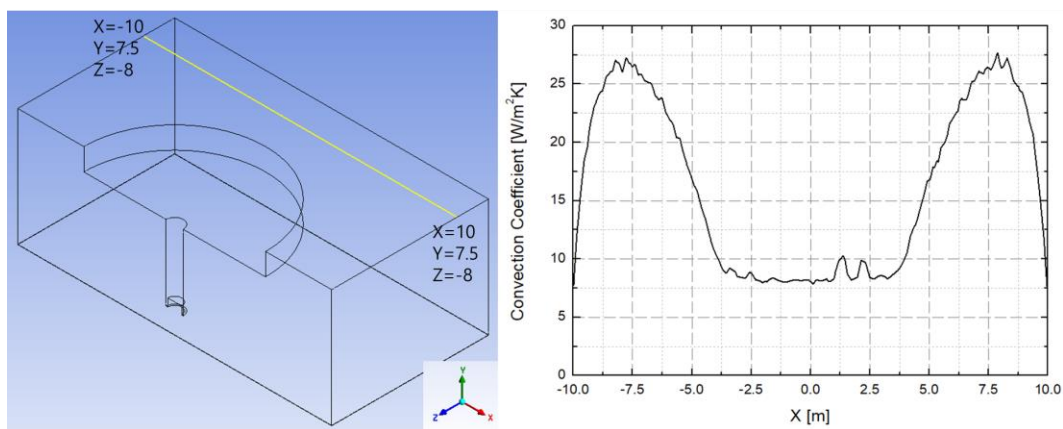 X=-10
Y=7.5
Z=-8
X=10
Y=7.5
Z=-8
Y
Z
X
Convection Coefficient [W/m²K]
30
25
20
15
10
5
0
-10.0 -7.5 -5.0 -2.5 0.0 2.5 5.0 7.5 10.0
X [m]